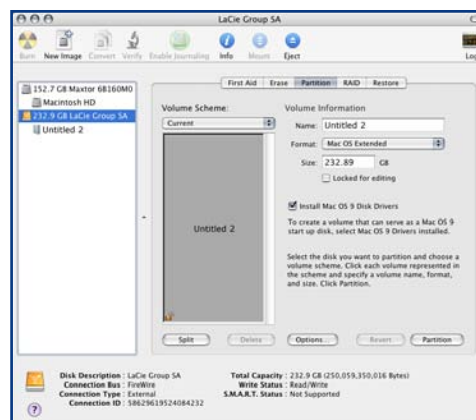 LaCie Group SA
Burn
New Image
Convert
Verify
Enable Journaling
Info
Mount
Eject
Log
152.7 GB Maxtor 6B160M0
Macintosh HD
232.9 GB LaCie Group SA
Untitled 2
First Aid
Erase
Partition
RAID
Restore
Volume Scheme:
Current
Untitled 2
Volume Information
Name: Untitled 2
Format: Mac OS Extended
Size: 232.89 GB
Locked for editing
Install Mac OS 9 Disk Drivers
To create a volume that can serve as a Mac OS 9
start up disk, select Mac OS 9 Drivers installed.
Select the disk you want to partition and choose a
volume scheme. Click each volume represented in
the scheme and specify a volume name, format,
and size. Click Partition.
Split
Delete
Options...
Revert
Partition
Disk Description : LaCie Group SA
Connection Bus : FireWire
Connection Type : External
Connection ID : 58629619524084232
Total Capacity : 232.9 GB (250,059,350,016 Bytes)
Write Status : Read/Write
S.M.A.R.T. Status : Not Supported
?